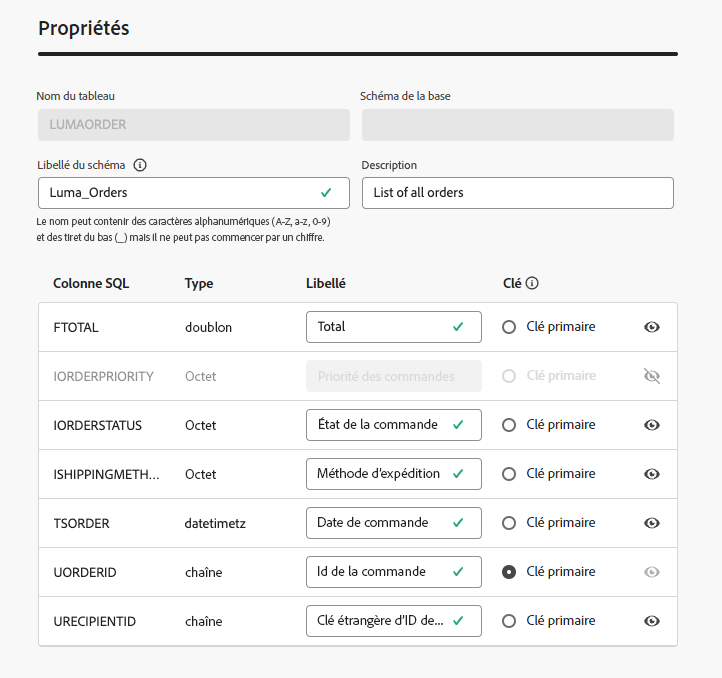 Propriétés
Nom du tableau Schéma de la base
LUMAORDER
Libellé du schéma Description
Luma_Orders List of all orders
Le nom peut contenir des caractères alphanumériques (A-Z, a-z, 0-9)
et des tiret du bas (_) mais il ne peut pas commencer par un chiffre.
Colonne SQL Type Libellé Clé
FTOTAL doublon Total Clé primaire
IORDERPRIORITY Octet Priorité des commandes Clé primaire
IORDERSTATUS Octet État de la commande Clé primaire
ISHIPPINGMETH... Octet Méthode d'expédition Clé primaire
TSORDER datetimetz Date de commande Clé primaire
UORDERID chaîne Id de la commande Clé primaire
URECIPIENTID chaîne Clé étrangère d'ID de... Clé primaire